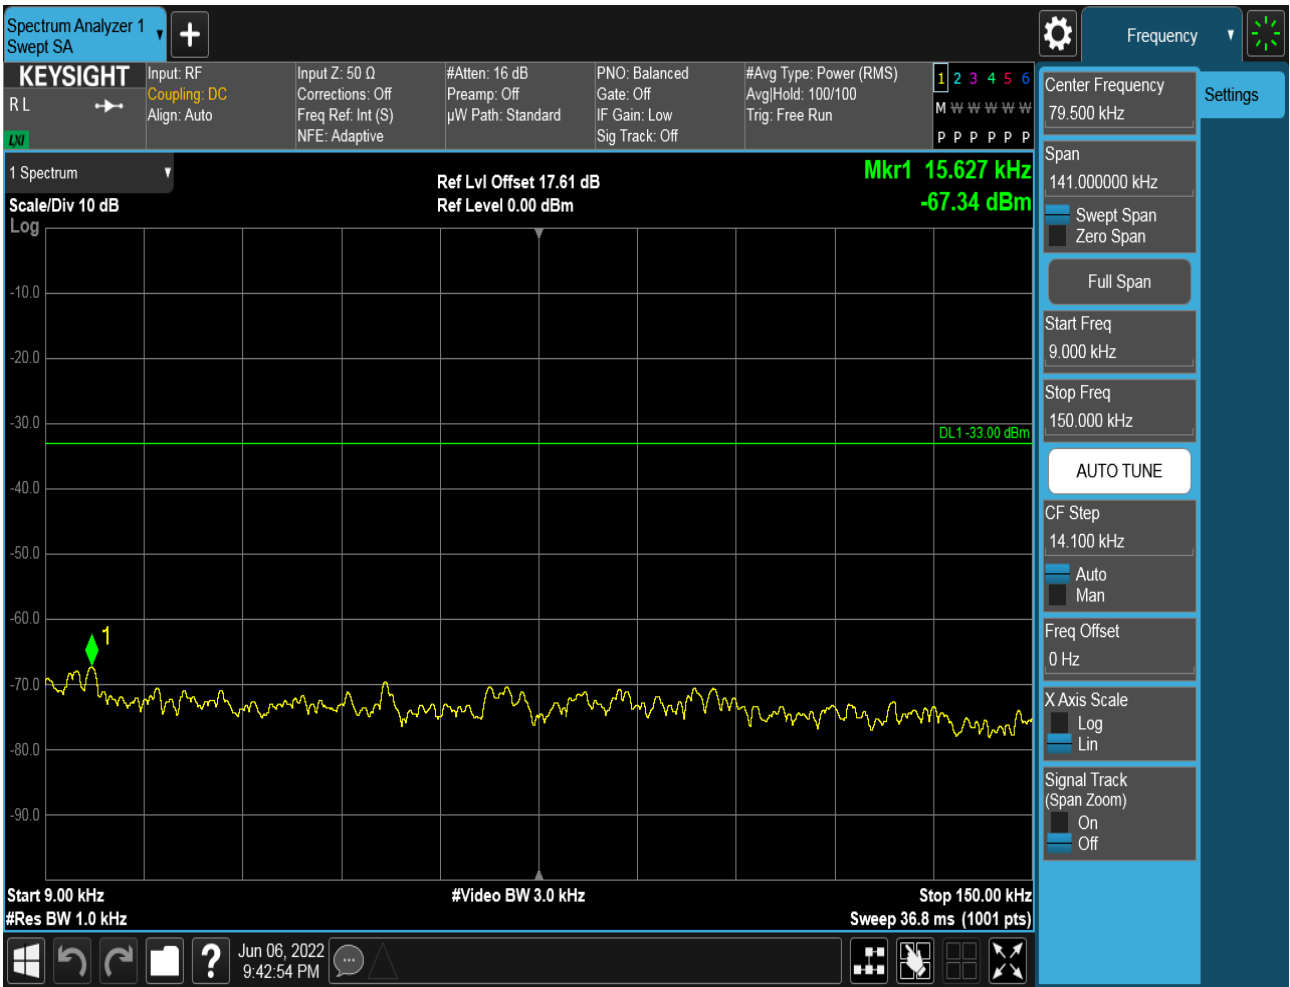 Spectrum Analyzer 1
Swept SA
Frequency
KEYSIGHT
R L
LXI
Input: RF
Coupling: DC
Align: Auto
Input Z: 50 Ω
Corrections: Off
Freq Ref: Int (S)
NFE: Adaptive
#Atten: 16 dB
Preamp: Off
µW Path: Standard
PNO: Balanced
Gate: Off
IF Gain: Low
Sig Track: Off
#Avg Type: Power (RMS)
Avg|Hold: 100/100
Trig: Free Run
1 2 3 4 5 6
M W W W W W
P P P P P P
1 Spectrum
Scale/Div 10 dB
Log
Ref Lvl Offset 17.61 dB
Ref Level 0.00 dBm
Mkr1 15.627 kHz
-67.34 dBm
-10.0
-20.0
-30.0
DL1 -33.00 dBm
-40.0
-50.0
-60.0
1
-70.0
-80.0
-90.0
Start 9.00 kHz
#Res BW 1.0 kHz
#Video BW 3.0 kHz
Stop 150.00 kHz
Sweep 36.8 ms (1001 pts)
?
Jun 06, 2022
9:42:54 PM
Center Frequency
79.500 kHz
Span
141.000000 kHz
Swept Span
Zero Span
Full Span
Start Freq
9.000 kHz
Stop Freq
150.000 kHz
AUTO TUNE
CF Step
14.100 kHz
Auto
Man
Freq Offset
0 Hz
X Axis Scale
Log
Lin
Signal Track
(Span Zoom)
On
Off
Settings